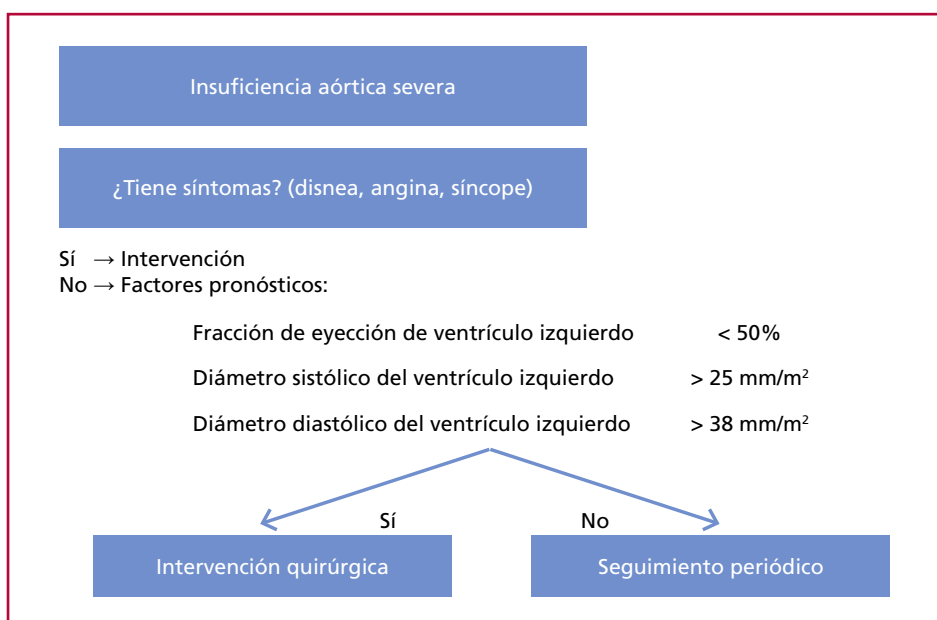 Insuficiencia aórtica severa
¿Tiene síntomas? (disnea, angina, síncope)
Sí → Intervención
No → Factores pronósticos:
Fracción de eyección de ventrículo izquierdo < 50%
Diámetro sistólico del ventrículo izquierdo > 25 mm/m²
Diámetro diastólico del ventrículo izquierdo > 38 mm/m²
Sí No
Intervención quirúrgica Seguimiento periódico